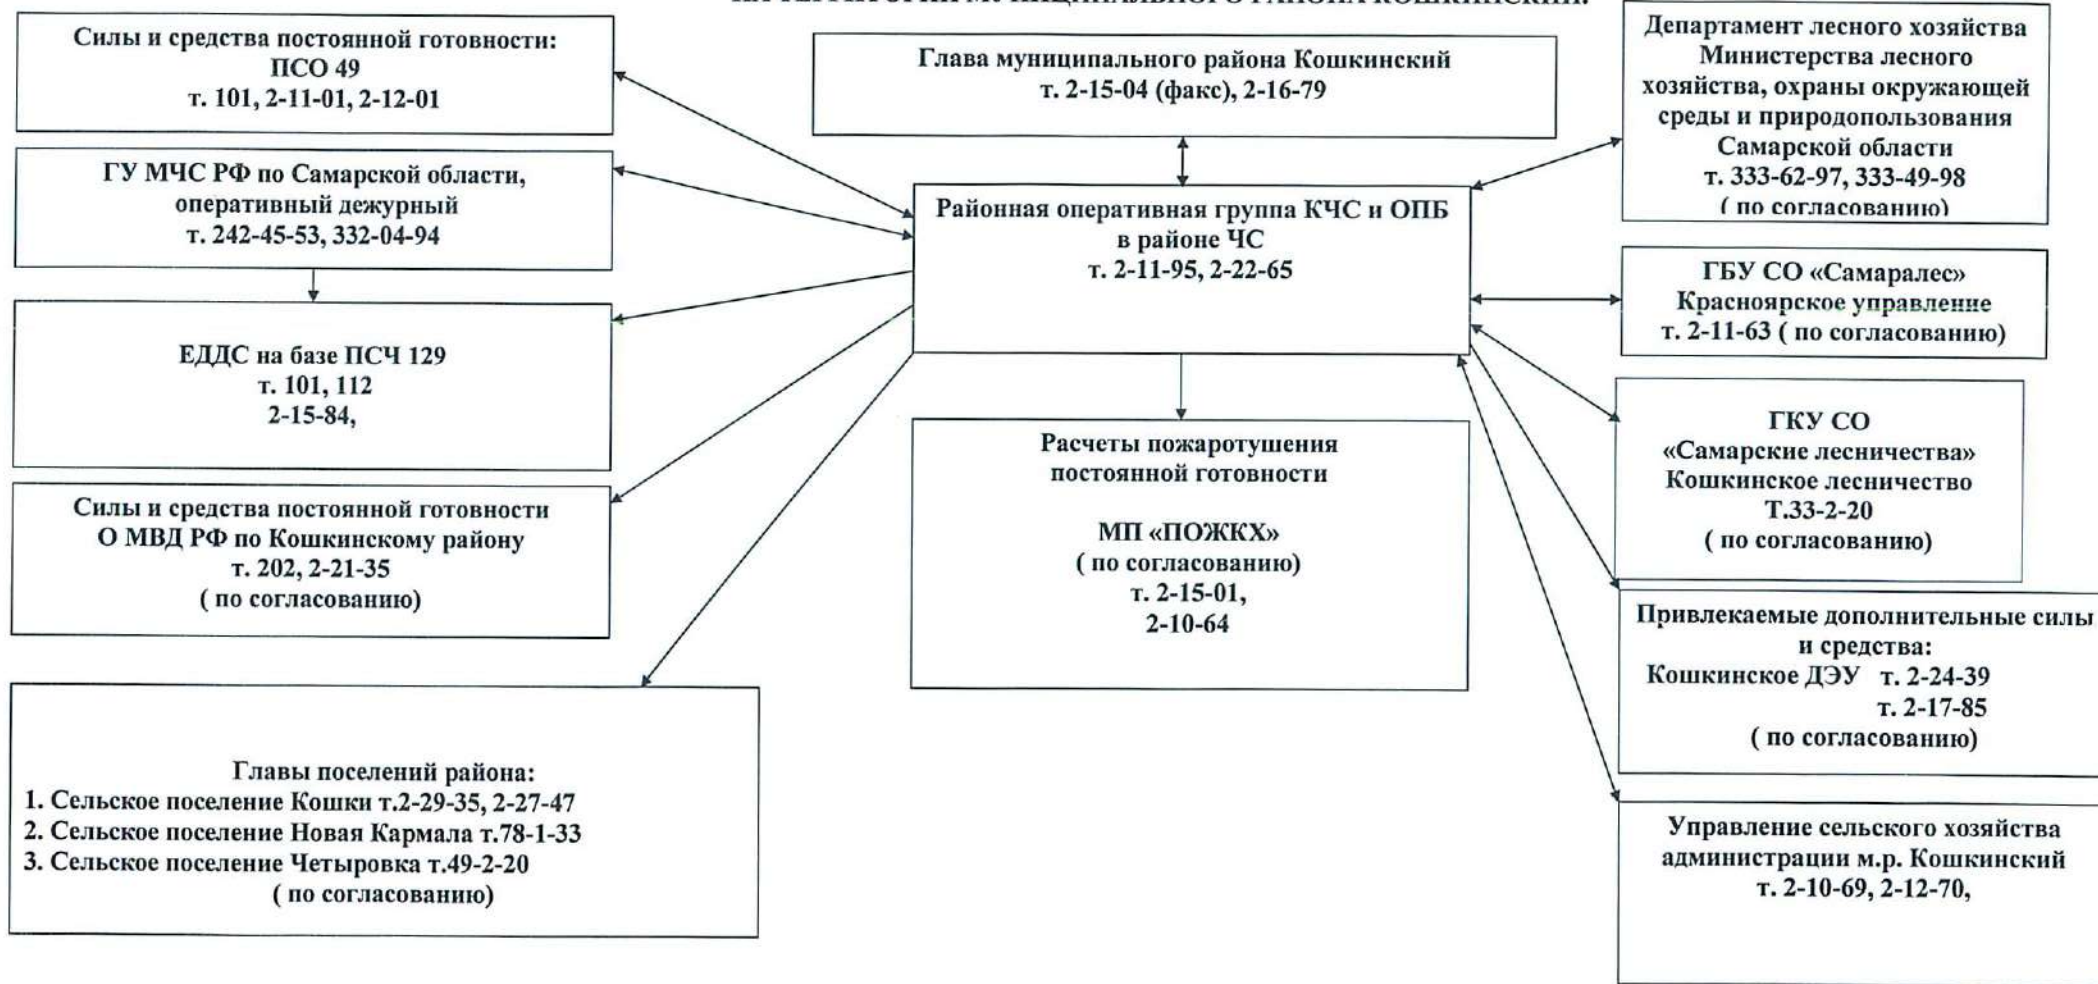 НА ТЕРРИТОРИИ МУНИЦИПАЛЬНОГО РАЙОНА КОШКИНСКИЙ.
Силы и средства постоянной готовности:
ПСО 49
т. 101, 2-11-01, 2-12-01
ГУ МЧС РФ по Самарской области,
оперативный дежурный
т. 242-45-53, 332-04-94
ЕДДС на базе ПСЧ 129
т. 101, 112
2-15-84,
Силы и средства постоянной готовности
О МВД РФ по Кошкинскому району
т. 202, 2-21-35
( по согласованию)
Главы поселений района:
1. Сельское поселение Кошки т.2-29-35, 2-27-47
2. Сельское поселение Новая Кармала т.78-1-33
3. Сельское поселение Четыровка т.49-2-20
( по согласованию)
Глава муниципального района Кошкинский
т. 2-15-04 (факс), 2-16-79
Районная оперативная группа КЧС и ОПБ
в районе ЧС
т. 2-11-95, 2-22-65
Расчеты пожаротушения
постоянной готовности
МП «ПОЖКХ»
( по согласованию)
т. 2-15-01,
2-10-64
Департамент лесного хозяйства
Министерства лесного
хозяйства, охраны окружающей
среды и природопользования
Самарской области
т. 333-62-97, 333-49-98
( по согласованию)
ГБУ СО «Самаралес»
Красноярское управление
т. 2-11-63 ( по согласованию)
ГКУ СО
«Самарские лесничества»
Кошкинское лесничество
Т.33-2-20
( по согласованию)
Привлекаемые дополнительные силы
и средства:
Кошкинское ДЭУ т. 2-24-39
т. 2-17-85
( по согласованию)
Управление сельского хозяйства
администрации м.р. Кошкинский
т. 2-10-69, 2-12-70,